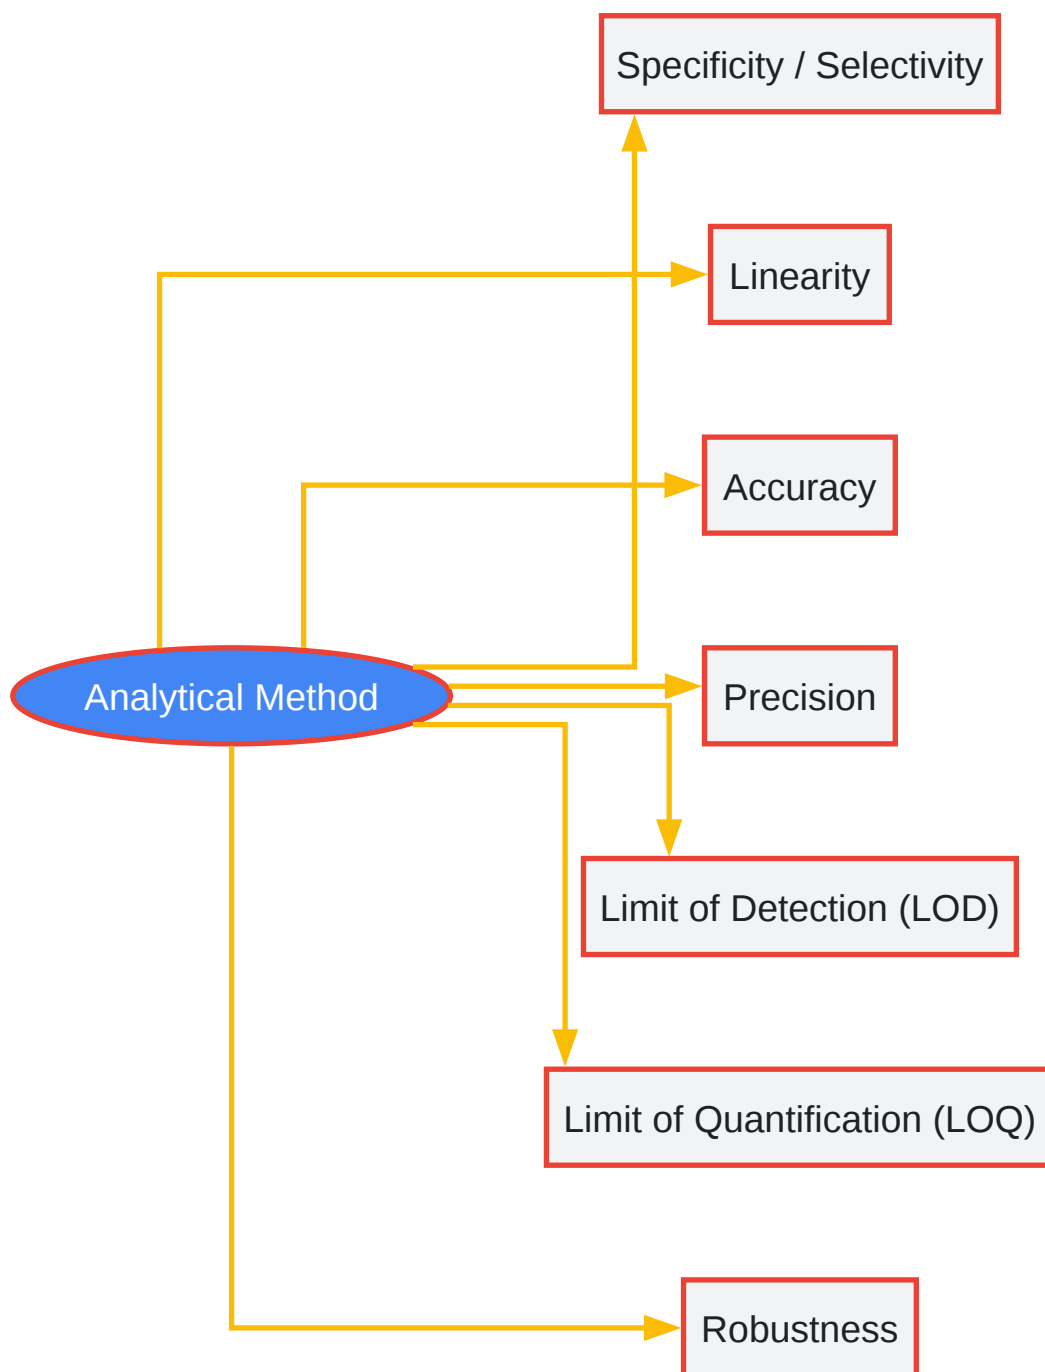 Specificity / Selectivity
Linearity
Accuracy
Analytical Method
Precision
Limit of Detection (LOD)
Limit of Quantification (LOQ)
Robustness